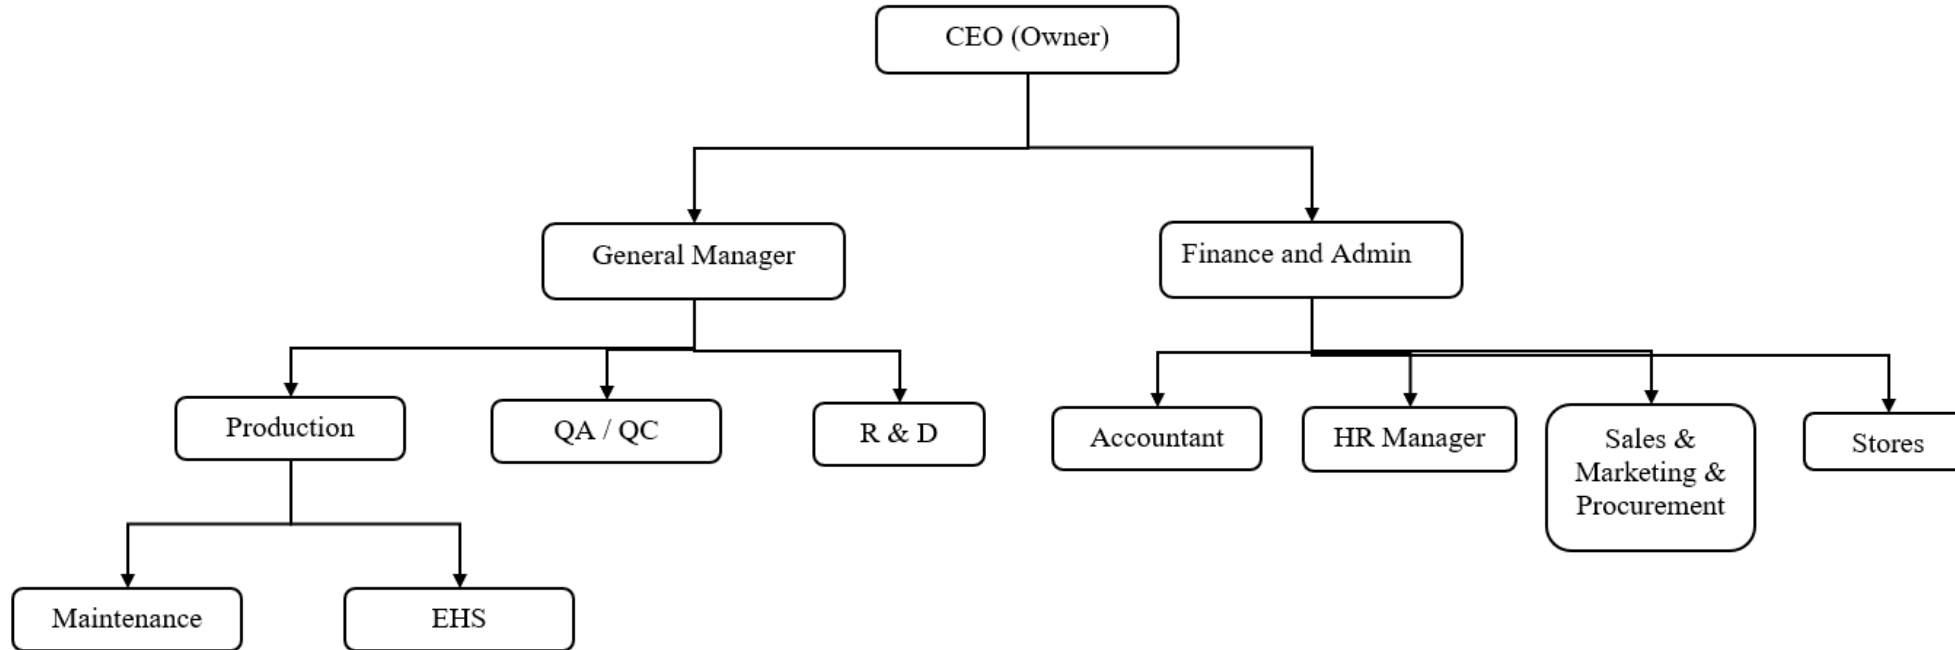 CEO (Owner)
General Manager
Finance and Admin
Production
QA / QC
R & D
Accountant
HR Manager
Sales &
Marketing &
Procurement
Stores
Maintenance
EHS